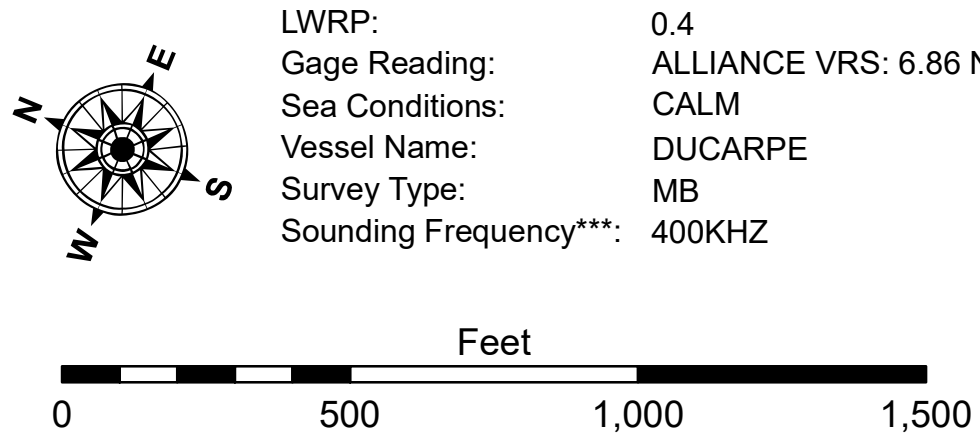 E
N
S
W
LWRP: 0.4
Gage Reading: ALLIANCE VRS: 6.86
Sea Conditions: CALM
Vessel Name: DUCARPE
Survey Type: MB
Sounding Frequency***: 400KHZ
Feet
0 500 1,000 1,500